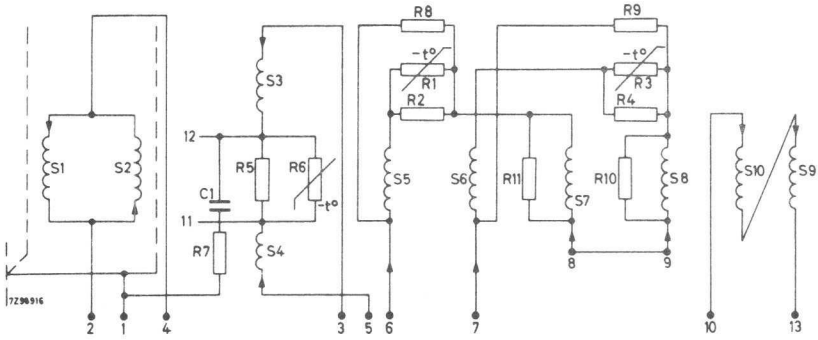 R8
R9
-t°
R1
-t°
R3
R2
R4
S3
12
S1
S2
R5
R6
C1
-t°
11
R7
S4
S5
S6
R11
S7
R10
S8
S10
S9
8
9
7Z90916
2
1
4
3
5
6
7
10
13